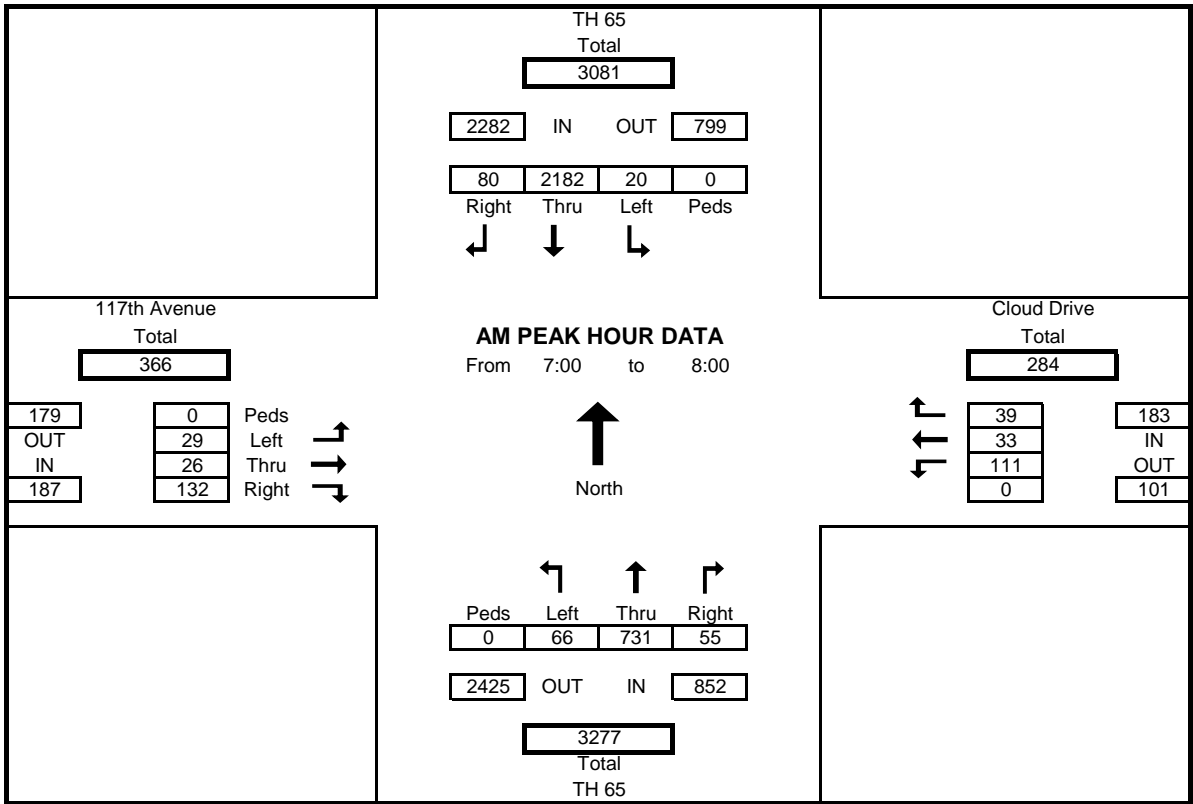 TH 65
Total
3081
2282 IN OUT 799
80 2182 20 0
Right Thru Left Peds
117th Avenue
Total
366
179 0 Peds
OUT 29 Left
IN 26 Thru
187 132 Right
AM PEAK HOUR DATA
From 7:00 to 8:00
North
Cloud Drive
Total
284
39 183
33 IN
111 OUT
0 101
Peds Left Thru Right
0 66 731 55
2425 OUT IN 852
3277
Total
TH 65